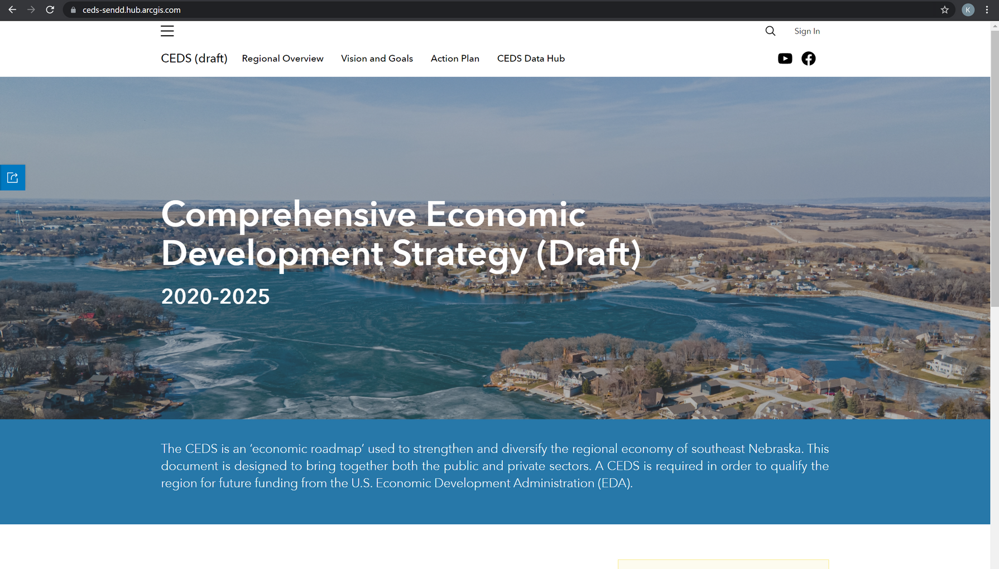 ceds-sendd.hub.arcgis.com
K
Sign In
CEDS (draft) Regional Overview Vision and Goals Action Plan CEDS Data Hub
Comprehensive Economic
Development Strategy (Draft)
2020-2025
The CEDS is an ‘economic roadmap’ used to strengthen and diversify the regional economy of southeast Nebraska. This
document is designed to bring together both the public and private sectors. A CEDS is required in order to qualify the
region for future funding from the U.S. Economic Development Administration (EDA).